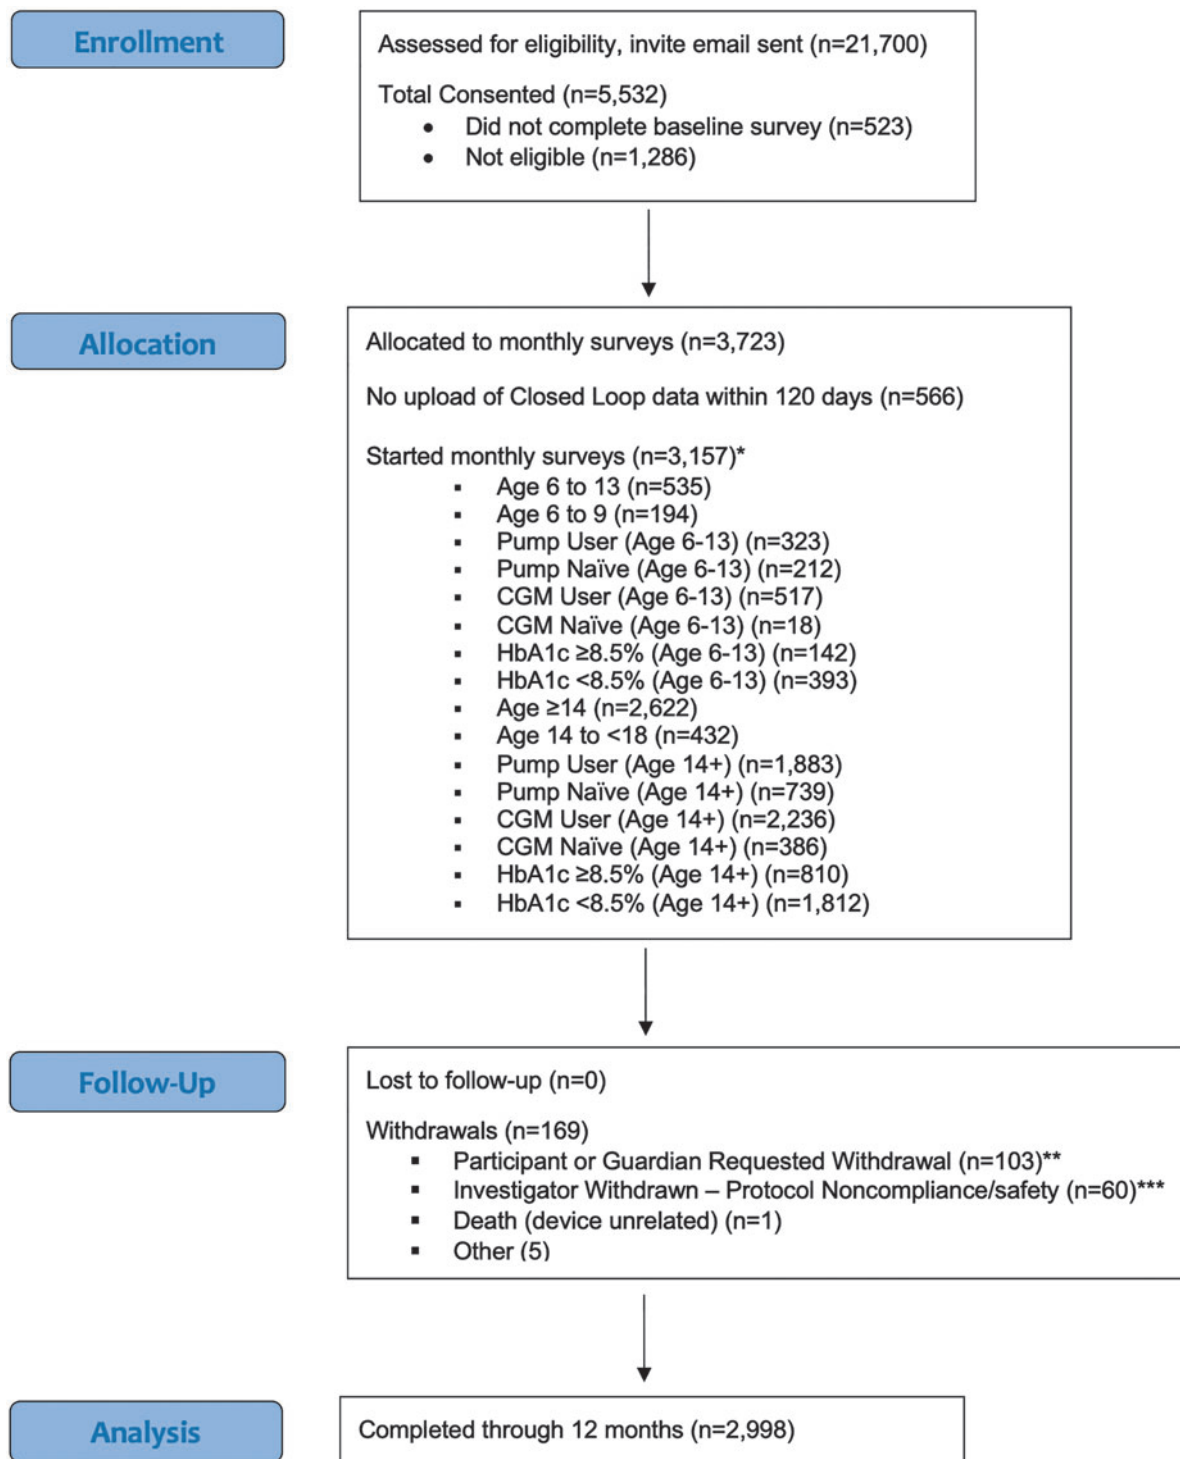 Enrollment
Assessed for eligibility, invite email sent (n=21,700)
Total Consented (n=5,532)
• Did not complete baseline survey (n=523)
• Not eligible (n=1,286)
Allocation
Allocated to monthly surveys (n=3,723)
No upload of Closed Loop data within 120 days (n=566)
Started monthly surveys (n=3,157)*
▪ Age 6 to 13 (n=535)
▪ Age 6 to 9 (n=194)
▪ Pump User (Age 6-13) (n=323)
▪ Pump Naïve (Age 6-13) (n=212)
▪ CGM User (Age 6-13) (n=517)
▪ CGM Naïve (Age 6-13) (n=18)
▪ HbA1c ≥8.5% (Age 6-13) (n=142)
▪ HbA1c <8.5% (Age 6-13) (n=393)
▪ Age ≥14 (n=2,622)
▪ Age 14 to <18 (n=432)
▪ Pump User (Age 14+) (n=1,883)
▪ Pump Naïve (Age 14+) (n=739)
▪ CGM User (Age 14+) (n=2,236)
▪ CGM Naïve (Age 14+) (n=386)
▪ HbA1c ≥8.5% (Age 14+) (n=810)
▪ HbA1c <8.5% (Age 14+) (n=1,812)
Follow-Up
Lost to follow-up (n=0)
Withdrawals (n=169)
▪ Participant or Guardian Requested Withdrawal (n=103)**
▪ Investigator Withdrawn – Protocol Noncompliance/safety (n=60)***
▪ Death (device unrelated) (n=1)
▪ Other (5)
Analysis
Completed through 12 months (n=2,998)